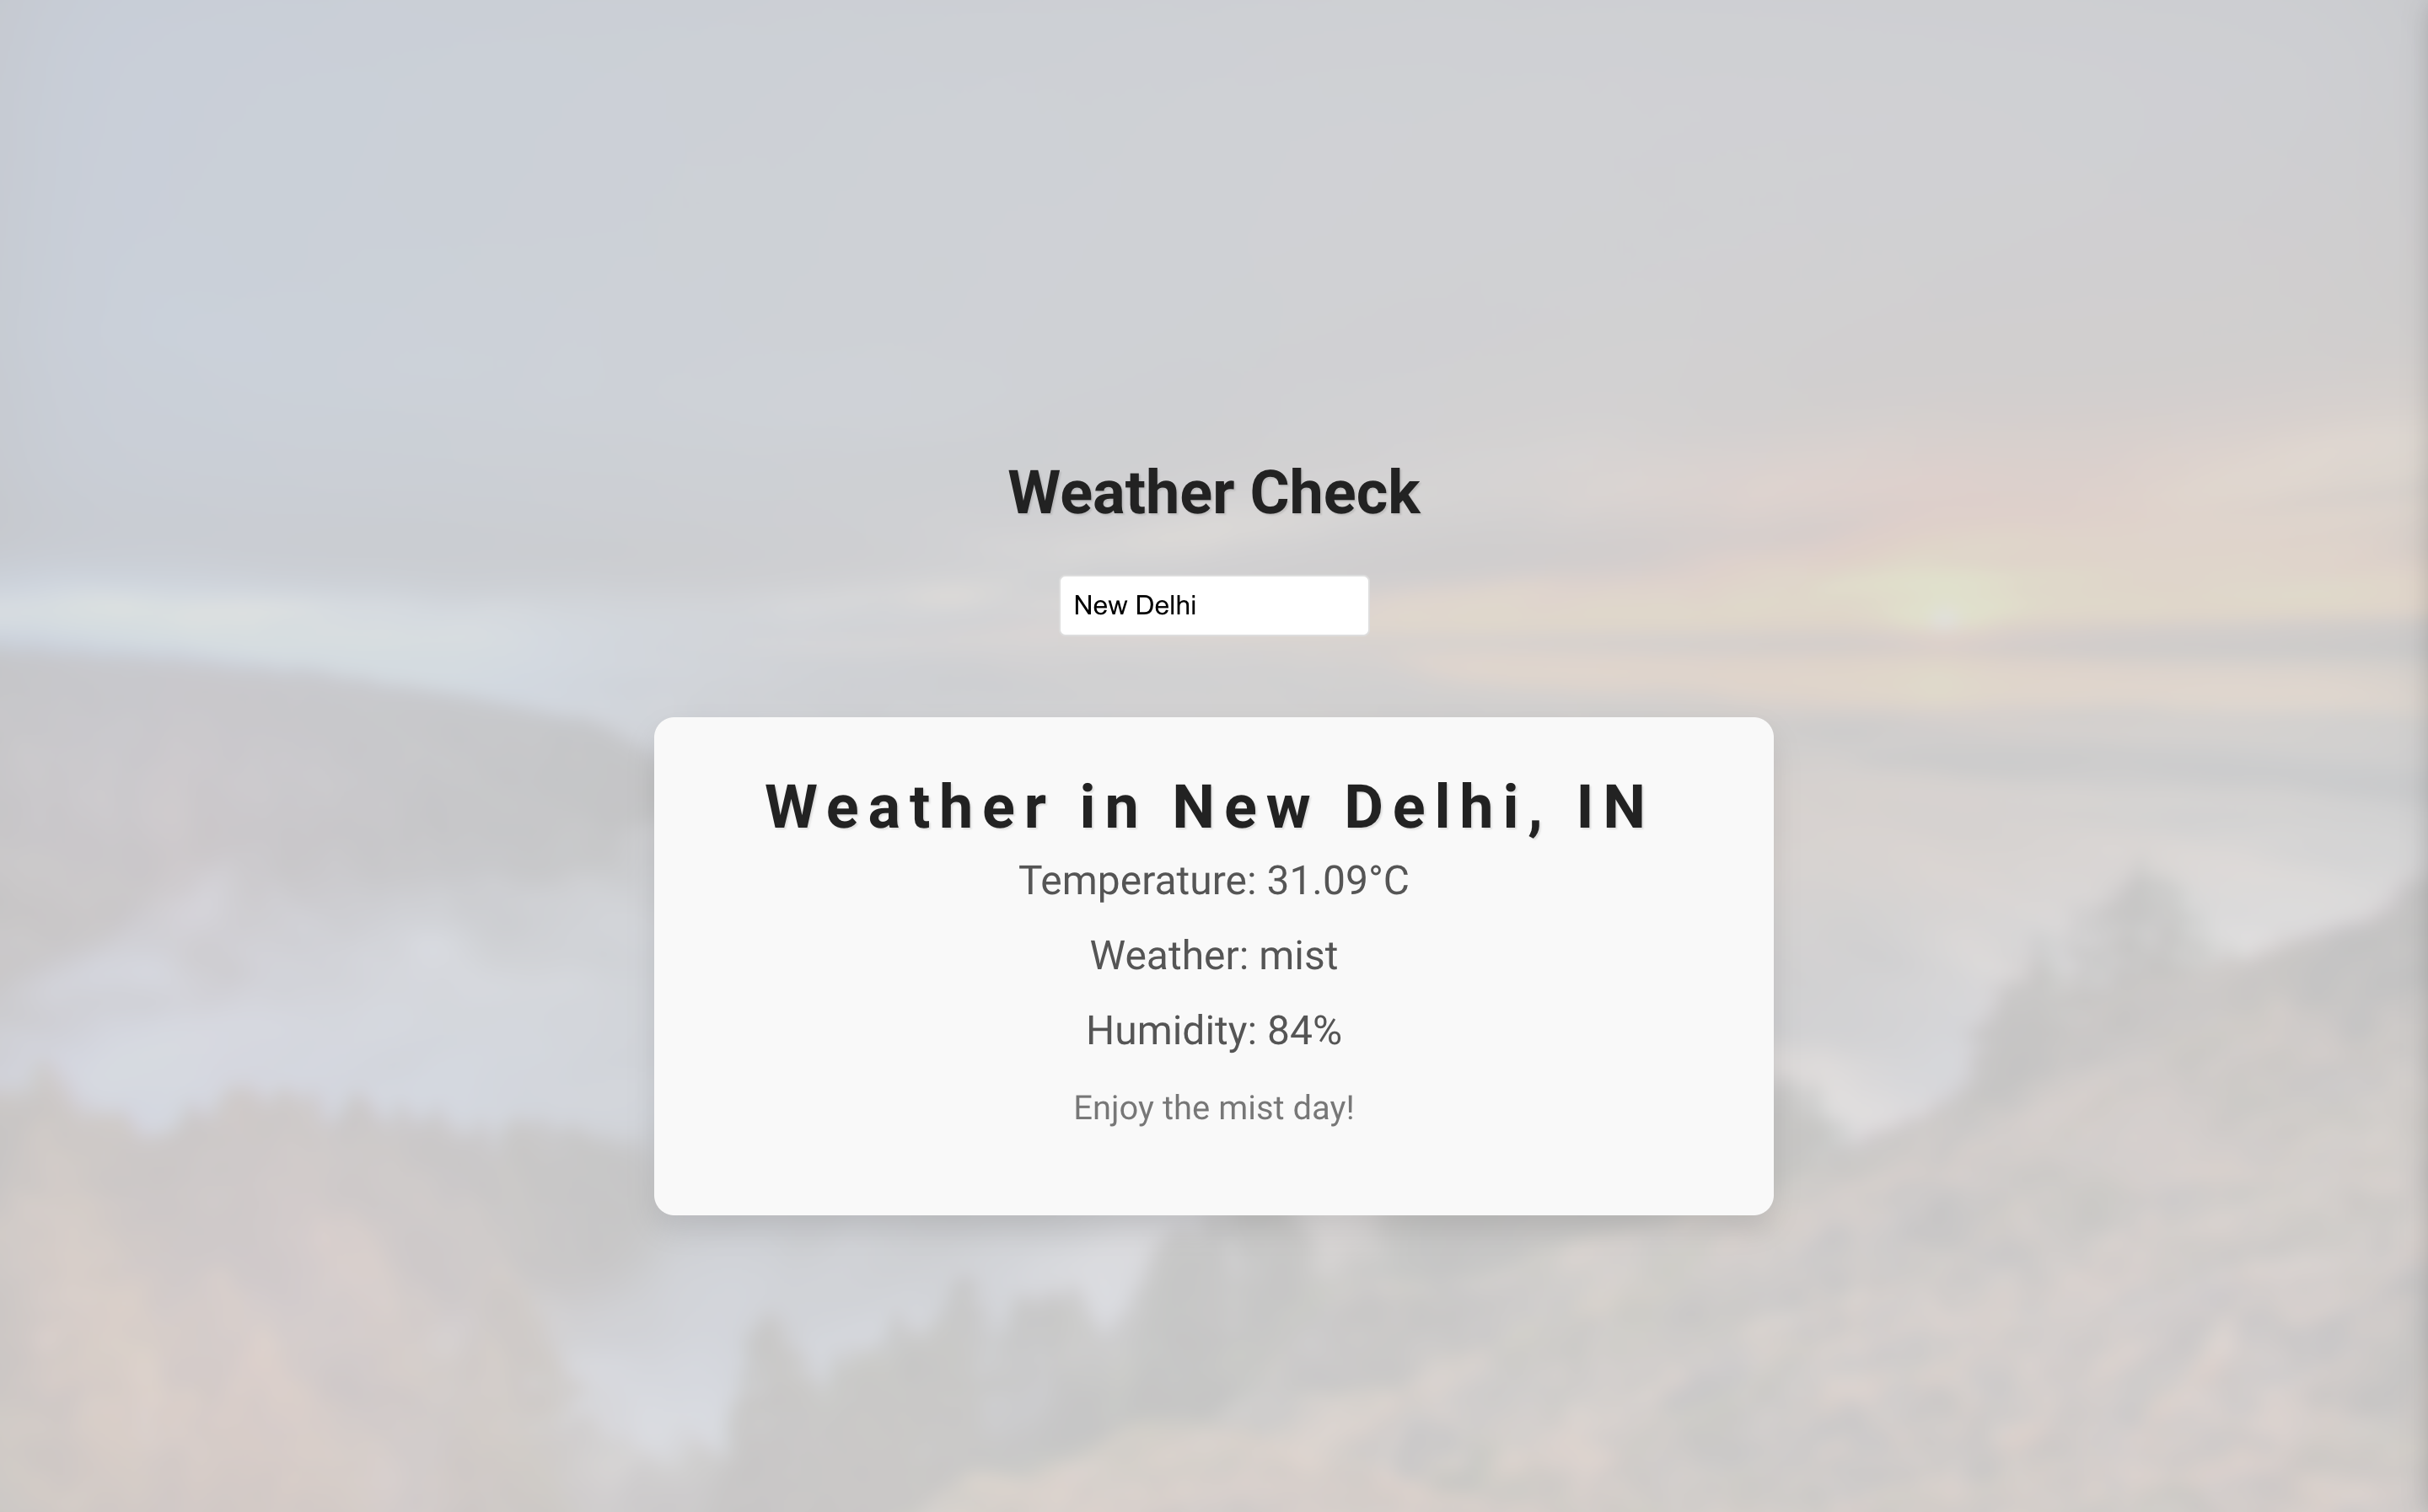 Weather Check
New Delhi
Weather in New Delhi, IN
Temperature: 31.09°C
Weather: mist
Humidity: 84%
Enjoy the mist day!